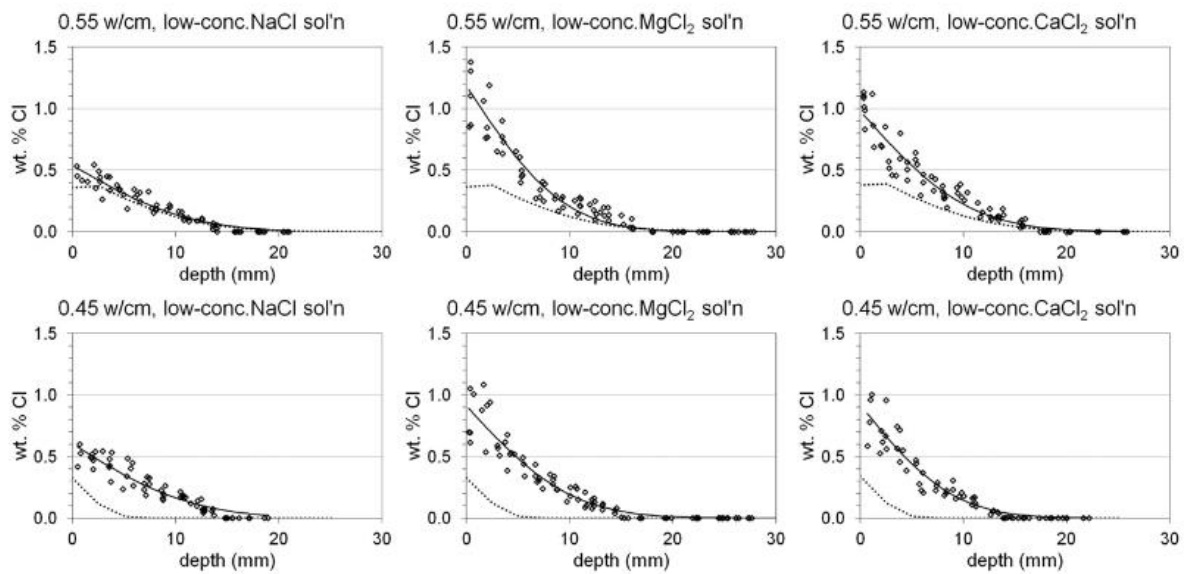 0.55 w/cm, low-conc.NaCl sol'n
1.5
1.0
0.5
0.0
wt. % Cl
0 10 20 30
depth (mm)
0.55 w/cm, low-conc.MgCl₂ sol'n
1.5
1.0
0.5
0.0
wt. % Cl
0 10 20 30
depth (mm)
0.55 w/cm, low-conc.CaCl₂ sol'n
1.5
1.0
0.5
0.0
wt. % Cl
0 10 20 30
depth (mm)
0.45 w/cm, low-conc.NaCl sol'n
1.5
1.0
0.5
0.0
wt. % Cl
0 10 20 30
depth (mm)
0.45 w/cm, low-conc.MgCl₂ sol'n
1.5
1.0
0.5
0.0
wt. % Cl
0 10 20 30
depth (mm)
0.45 w/cm, low-conc.CaCl₂ sol'n
1.5
1.0
0.5
0.0
wt. % Cl
0 10 20 30
depth (mm)